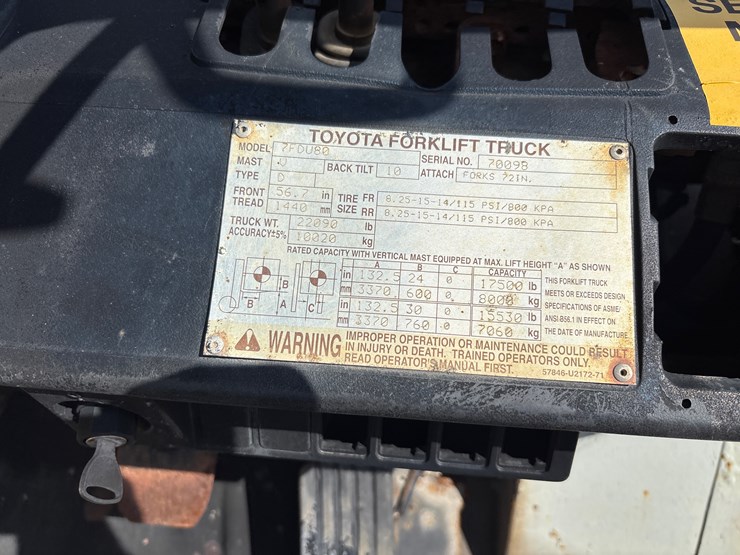 SE
TOYOTA FORKLIFT TRUCK
MODEL 7FDU80 SERIAL NO. 70098
MAST V BACK TILT 10 ATTACH FORKS 72IN.
TYPE D
FRONT TREAD 56.7 in 1440 mm
TIRE SIZE FR 8.25-15-14/115 PSI/800 KPA
RR 8.25-15-14/115 PSI/800 KPA
TRUCK WT. 22090 lb
ACCURACY±5% 10020 kg
RATED CAPACITY WITH VERTICAL MAST EQUIPPED AT MAX. LIFT HEIGHT "A" AS SHOWN
A B C CAPACITY
in 132.5 24 0 17500 lb
mm 3370 600 0 8000 kg
in 132.5 30 0 15530 lb
mm 3370 760 0 7060 kg
B B A C
THIS FORKLIFT TRUCK
MEETS OR EXCEEDS DESIGN
SPECIFICATIONS OF ASME/
ANSI-B56.1 IN EFFECT ON
THE DATE OF MANUFACTURE
WARNING
IMPROPER OPERATION OR MAINTENANCE COULD RESULT
IN INJURY OR DEATH. TRAINED OPERATORS ONLY.
READ OPERATOR'S MANUAL FIRST.
57846-U2172-71